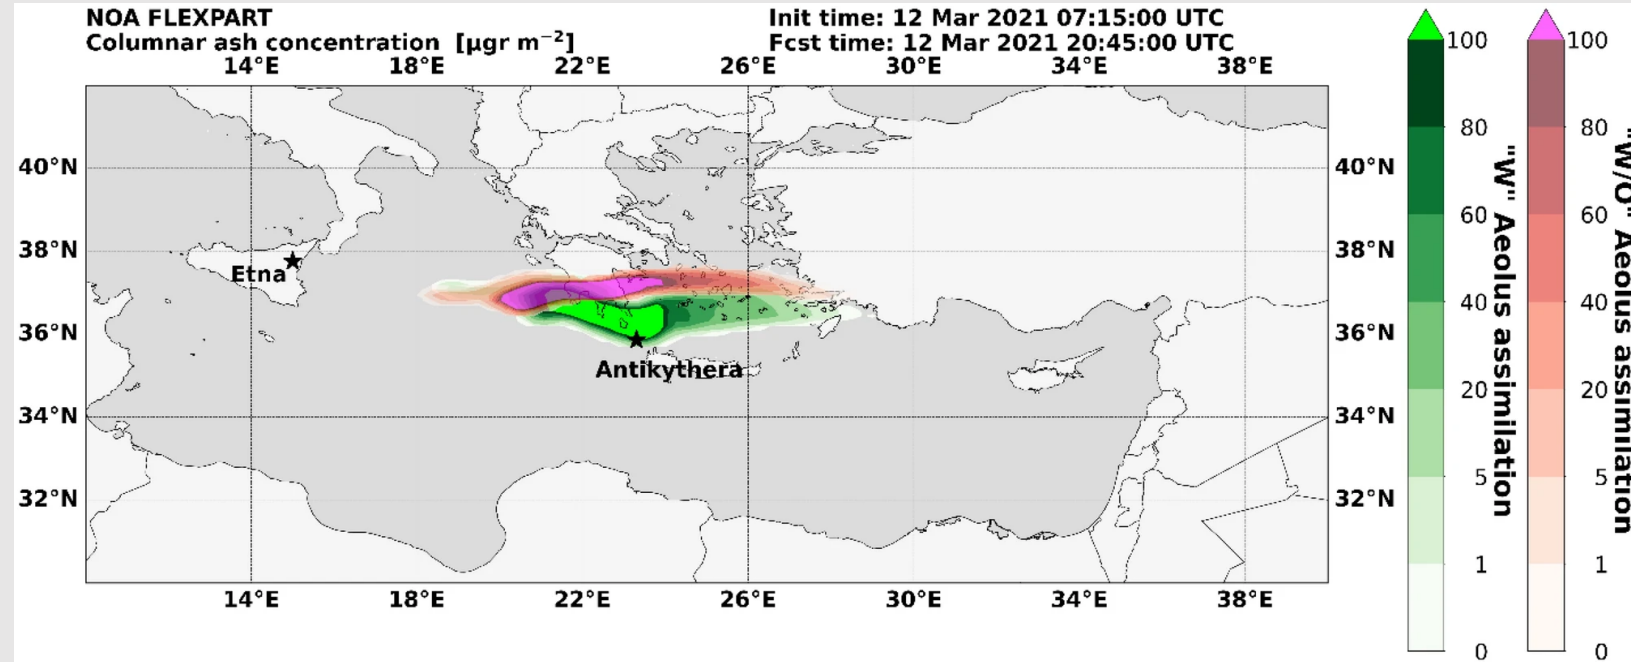 NOA FLEXPART
Columnar ash concentration [μgr m⁻²]
Init time: 12 Mar 2021 07:15:00 UTC
Fcst time: 12 Mar 2021 20:45:00 UTC
14°E 18°E 22°E 26°E 30°E 34°E 38°E
40°N 40°N
38°N 38°N
Etna
36°N 36°N
Antikythera
34°N 34°N
32°N 32°N
14°E 18°E 22°E 26°E 30°E 34°E 38°E
100
80
60
40
20
5
1
0
"W" Aeolus assimilation
100
80
60
40
20
5
1
0
"W/O" Aeolus assimilation